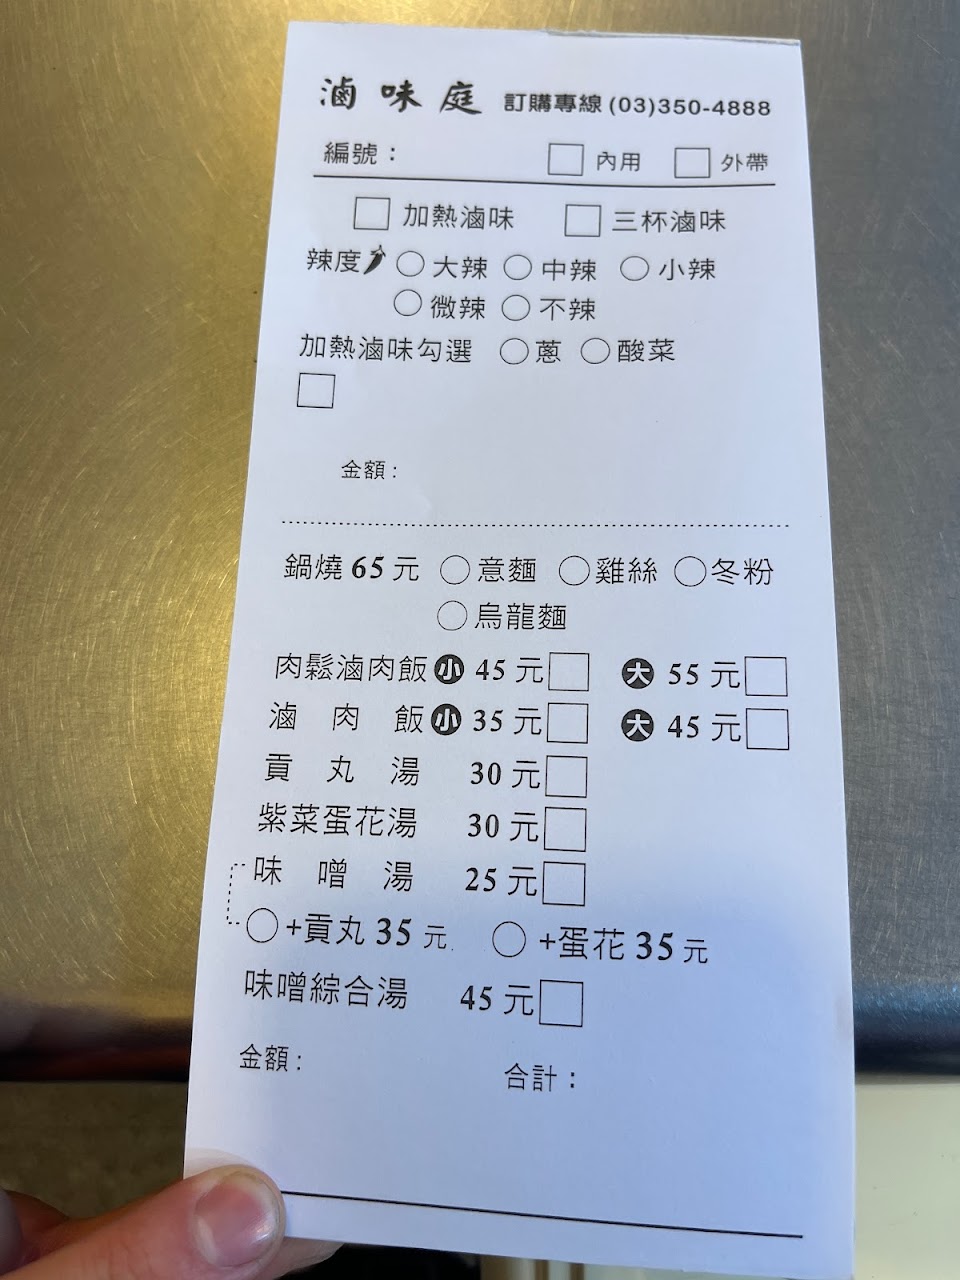 滷味庭 訂購專線(03)350-4888
編號： 內用 外帶
加熱滷味 三杯滷味
辣度 大辣 中辣 小辣
微辣 不辣
加熱滷味勾選 蔥 酸菜
金額：
鍋燒65元 意麵 雞絲 冬粉
烏龍麵
肉鬆滷肉飯 小 45元 大 55元
滷肉飯 小 35元 大 45元
貢丸湯 30元
紫菜蛋花湯 30元
味噌湯 25元
+貢丸35元 +蛋花35元
味噌綜合湯 45元
金額： 合計：